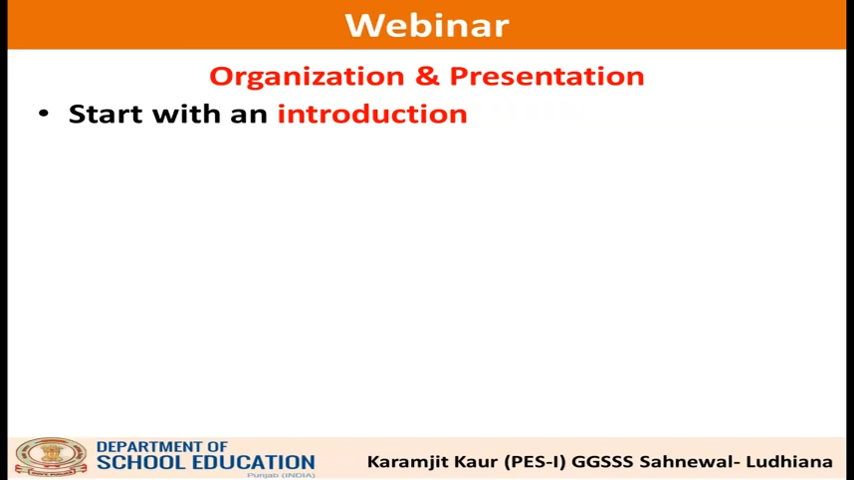 Webinar
Organization & Presentation
• Start with an introduction
DEPARTMENT OF
SCHOOL EDUCATION
Punjab (INDIA)
Karamjit Kaur (PES-I) GGSSS Sahnewal- Ludhiana